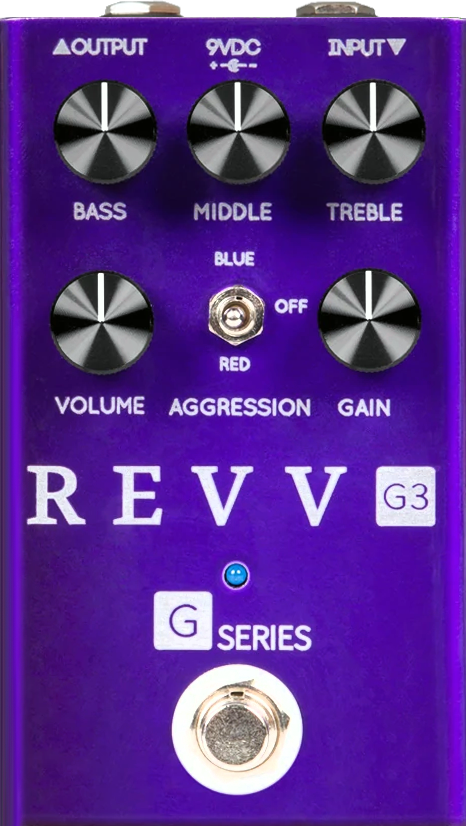 ▲OUTPUT 9VDC INPUT▼
+ -
BASS MIDDLE TREBLE
BLUE
OFF
RED
VOLUME AGGRESSION GAIN
REVV G3
G SERIES